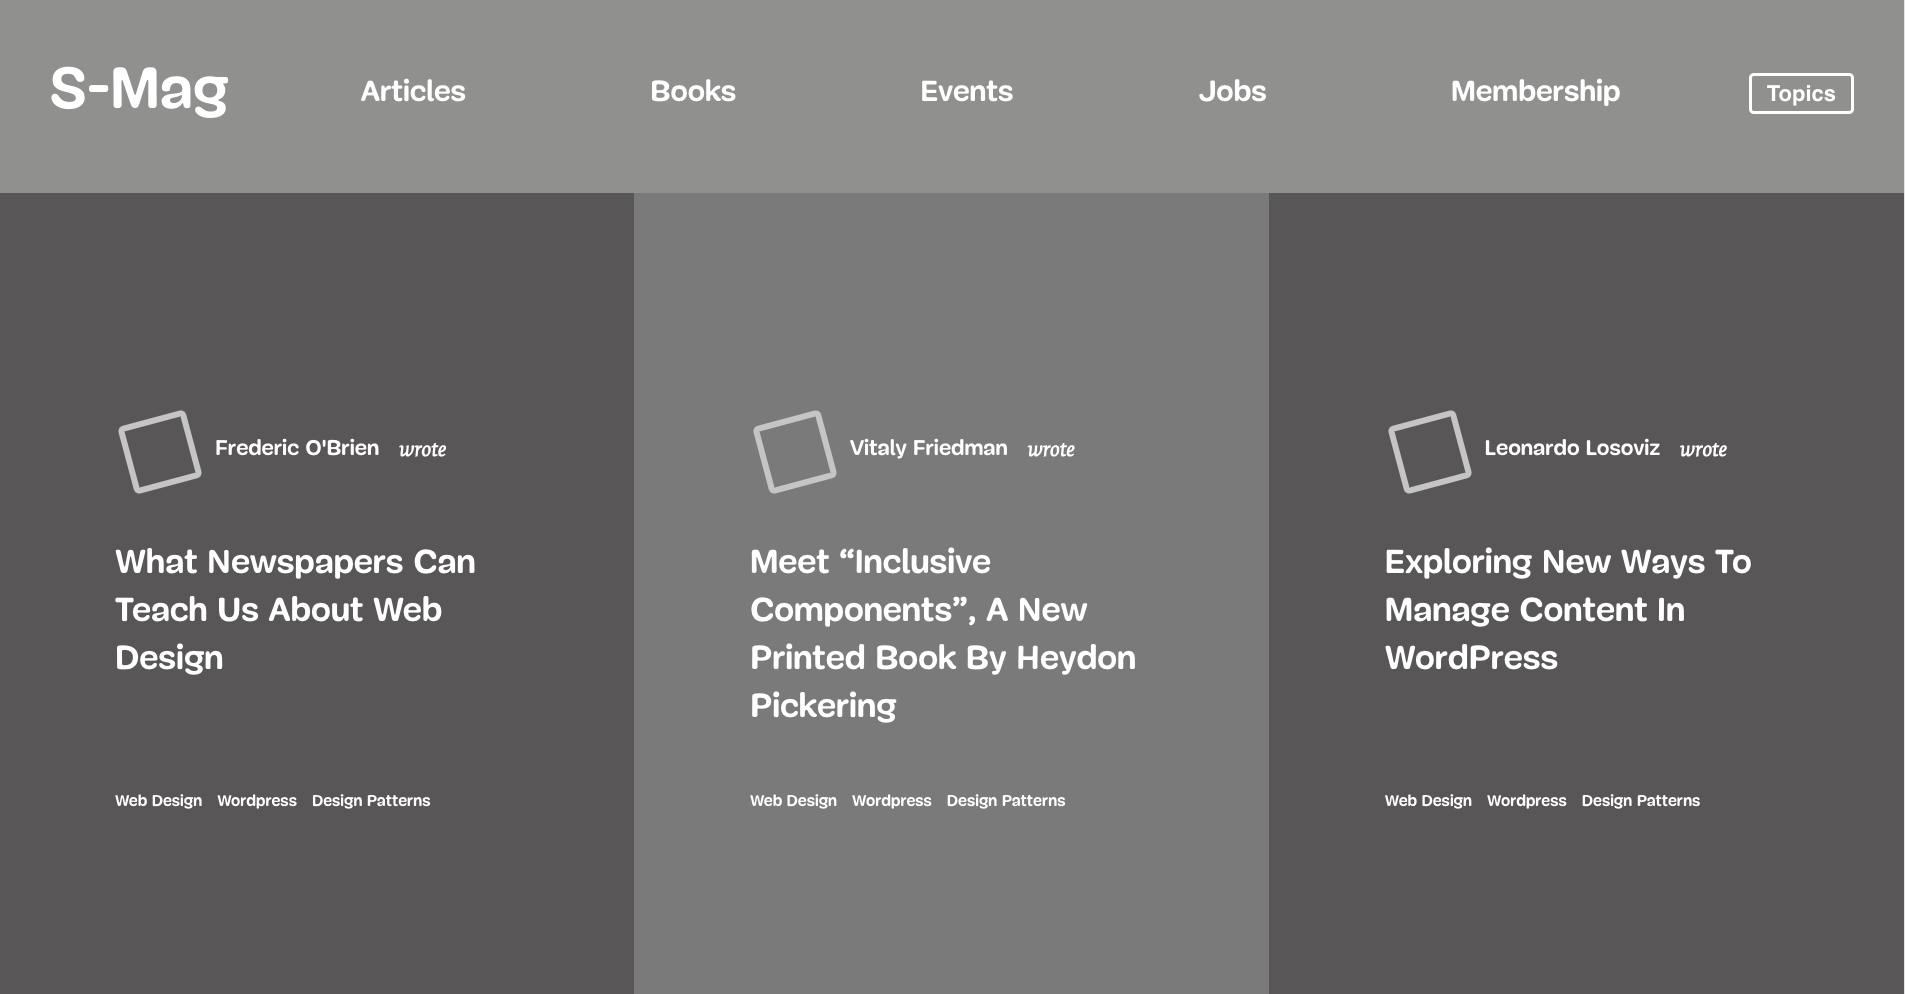 S-Mag
Articles
Books
Events
Jobs
Membership
Topics
Frederic O'Brien wrote
What Newspapers Can
Teach Us About Web
Design
Web Design Wordpress Design Patterns
Vitaly Friedman wrote
Meet “Inclusive
Components”, A New
Printed Book By Heydon
Pickering
Web Design Wordpress Design Patterns
Leonardo Losoviz wrote
Exploring New Ways To
Manage Content In
WordPress
Web Design Wordpress Design Patterns